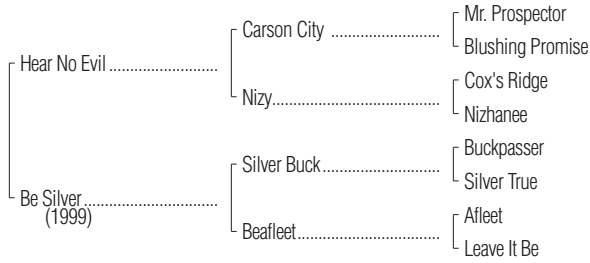 Mr. Prospector
Carson City ....................
Blushing Promise
Hear No Evil ....................
Cox's Ridge
Nizy....................
Nizhanee
Buckpasser
Silver Buck....................
Silver True
Be Silver....................
(1999)
Afleet
Beafleet....................
Leave It Be